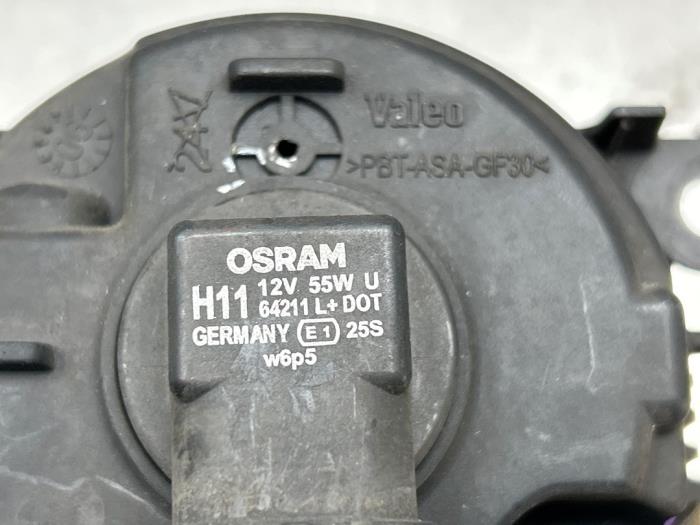 Valeo
>PBT-ASA-GF30<
OSRAM
12V 55W U
H11 64211 L+ DOT
GERMANY E1 25S
w6p5